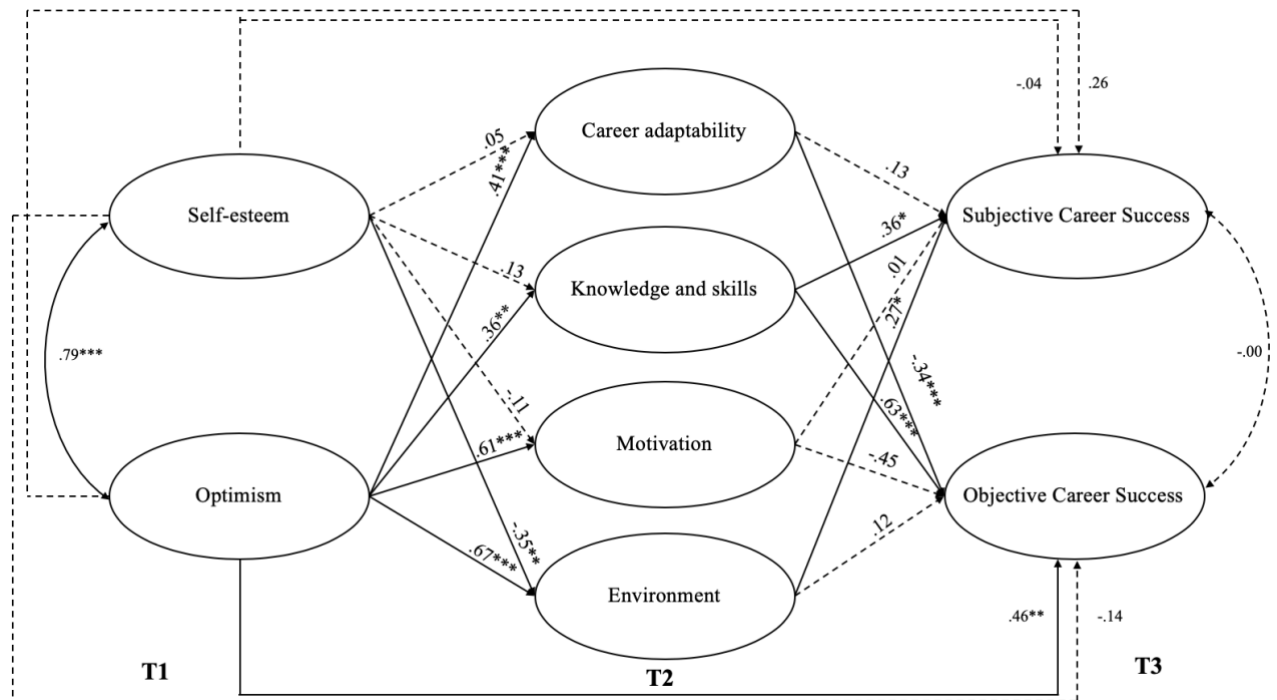 -.04
.26
Career adaptability
.05
.41***
.13
Self-esteem
Subjective Career Success
.36*
.13
Knowledge and skills
.01
.27*
.36**
.79***
-.00
-.34***
.63***
-.11
.61***
Motivation
-.45
Optimism
Objective Career Success
.12
-.35**
.67***
Environment
.46**
-.14
T1
T2
T3